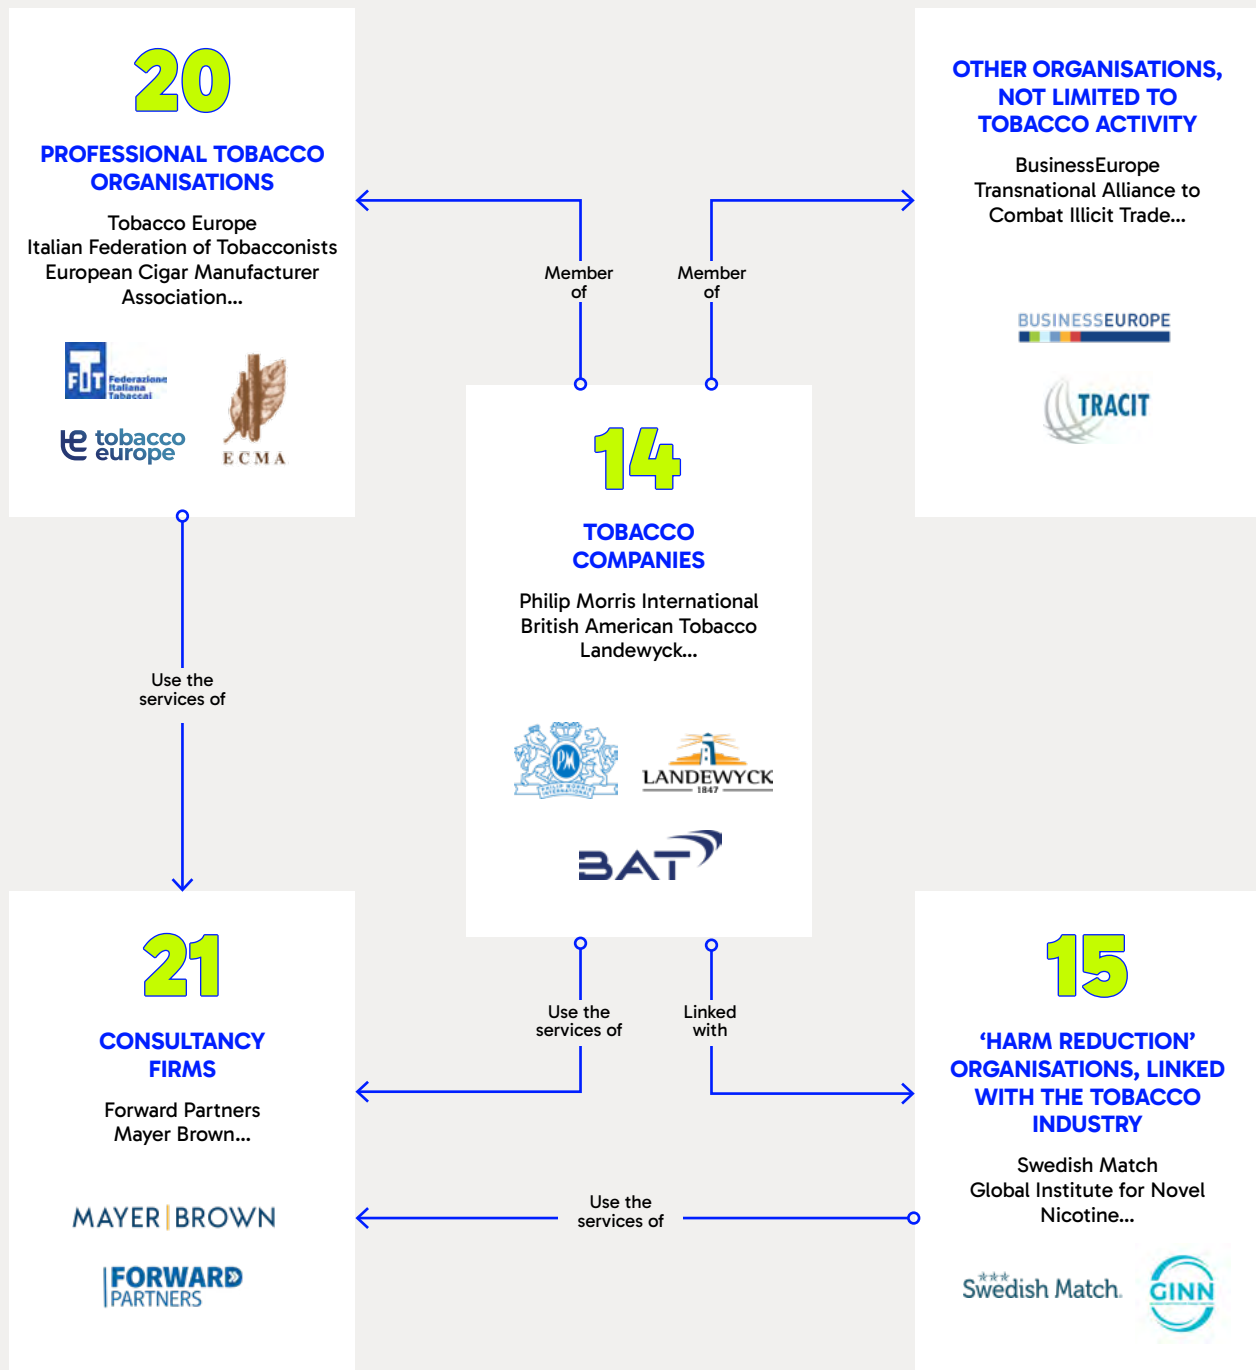 20
PROFESSIONAL TOBACCO
ORGANISATIONS
Tobacco Europe
Italian Federation of Tobacconists
European Cigar Manufacturer
Association...
FIT
Federazione
Italiana
Tabaccai
te tobacco
europe
ECMA
OTHER ORGANISATIONS,
NOT LIMITED TO
TOBACCO ACTIVITY
BusinessEurope
Transnational Alliance to
Combat Illicit Trade...
BUSINESSEUROPE
TRACIT
Member
of
Member
of
14
TOBACCO
COMPANIES
Philip Morris International
British American Tobacco
Landewyck...
PM
PHILIP MORRIS
INTERNATIONAL
LANDEWYCK
1847
BAT
Use the
services of
Use the
services of
Linked
with
21
CONSULTANCY
FIRMS
Forward Partners
Mayer Brown...
MAYER|BROWN
FORWARD
PARTNERS
Use the
services of
15
‘HARM REDUCTION’
ORGANISATIONS, LINKED
WITH THE TOBACCO
INDUSTRY
Swedish Match
Global Institute for Novel
Nicotine...
Swedish Match.
GINN